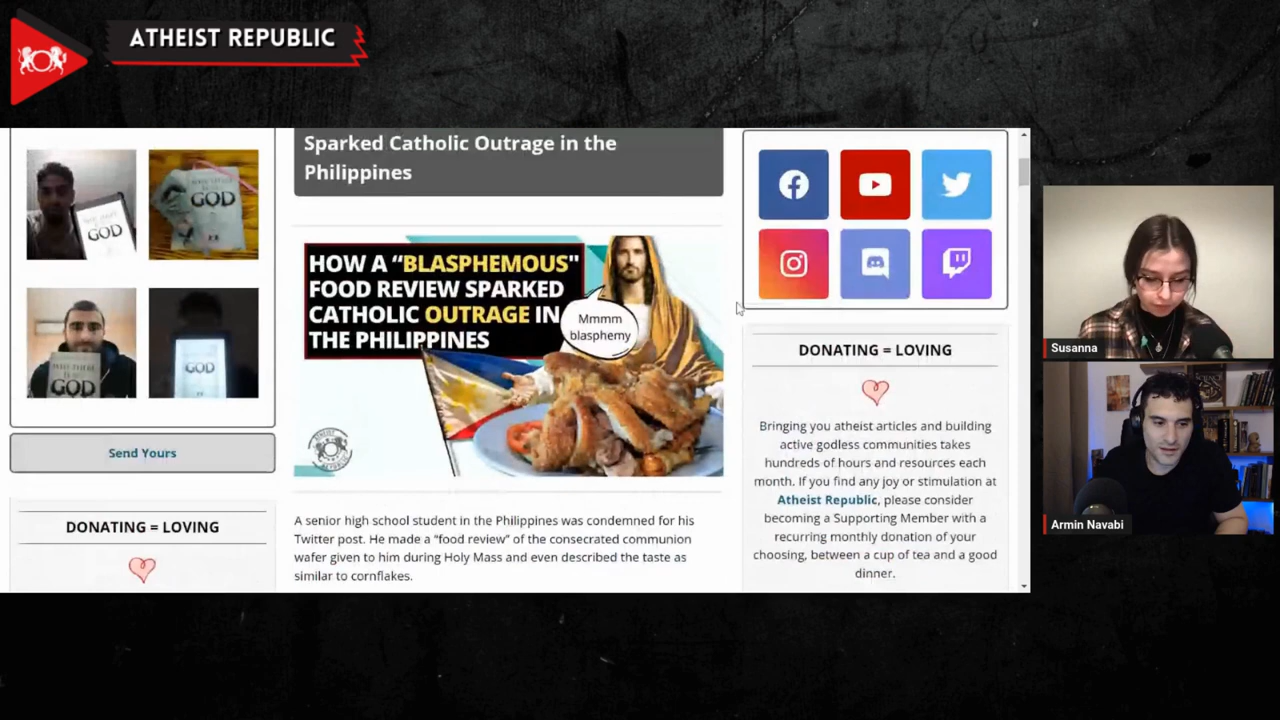 ATHEIST REPUBLIC
Sparked Catholic Outrage in the
Philippines
GOD
GOD
GOD
GOD
Send Yours
DONATING = LOVING
HOW A “BLASPHEMOUS"
FOOD REVIEW SPARKED
CATHOLIC OUTRAGE IN
THE PHILIPPINES
Mmmm
blasphemy
A senior high school student in the Philippines was condemned for his
Twitter post. He made a “food review” of the consecrated communion
wafer given to him during Holy Mass and even described the taste as
similar to cornflakes.
DONATING = LOVING
Bringing you atheist articles and building
active godless communities takes
hundreds of hours and resources each
month. If you find any joy or stimulation at
Atheist Republic, please consider
becoming a Supporting Member with a
recurring monthly donation of your
choosing, between a cup of tea and a good
dinner.
Susanna
Armin Navabi